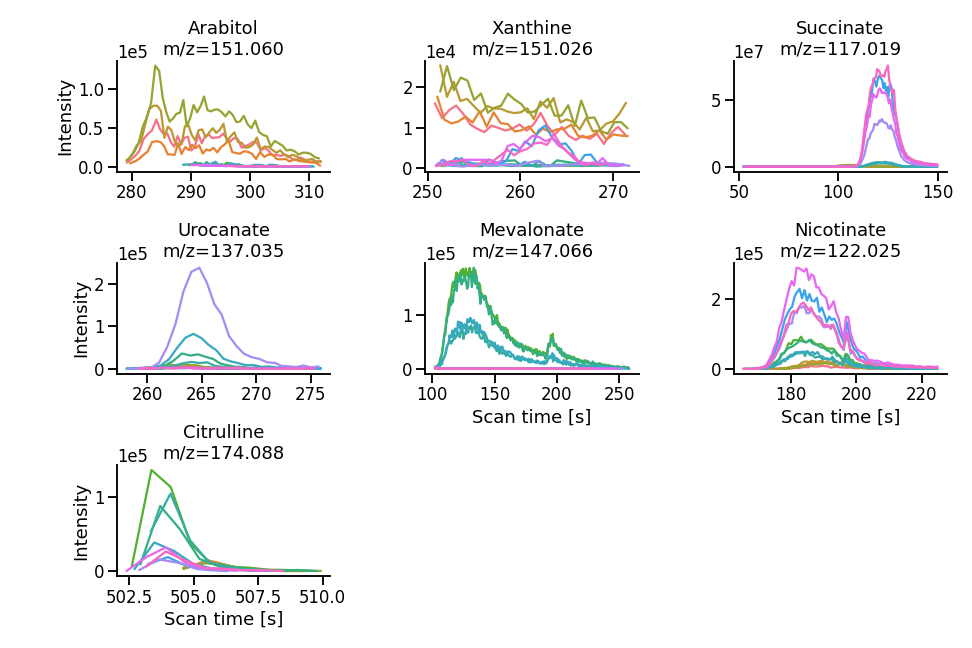 Arabitol
m/z=151.060
1e5
Intensity
1.0
0.5
0.0
280 290 300 310
Xanthine
m/z=151.026
1e4
2
1
0
250 260 270
Succinate
m/z=117.019
1e7
5
0
50 100 150
Urocanate
m/z=137.035
1e5
Intensity
2
1
0
260 265 270 275
Mevalonate
m/z=147.066
1e5
1
0
100 150 200 250
Scan time [s]
Nicotinate
m/z=122.025
1e5
2
0
180 200 220
Scan time [s]
Citrulline
m/z=174.088
1e5
Intensity
1
0
502.5 505.0 507.5 510.0
Scan time [s]